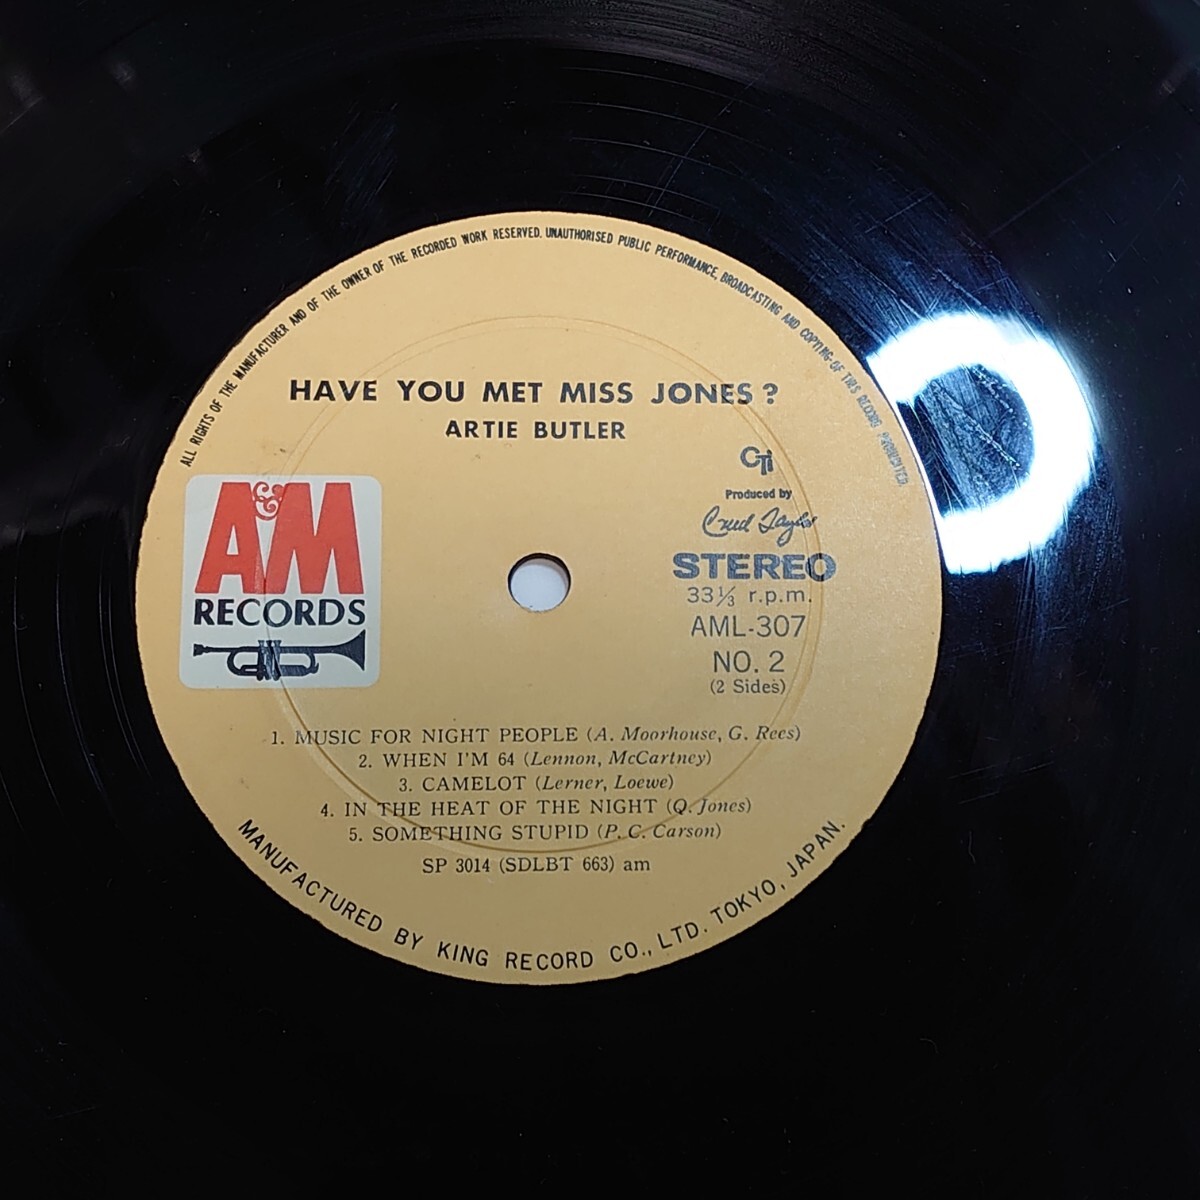 ALL RIGHTS OF THE MANUFACTURER AND OF THE OWNER OF THE RECORDED WORK RESERVED. UNAUTHORISED PUBLIC PERFORMANCE, BROADCASTING AND COPYING OF THIS RECORD PROHIBITED
HAVE YOU MET MISS JONES?
ARTIE BUTLER
CTi
Produced by
Creed Taylor
A&M
RECORDS
STEREO
33⅓ r.p.m.
AML-307
NO. 2
(2 Sides)
1. MUSIC FOR NIGHT PEOPLE (A. Moorhouse, G. Rees)
2. WHEN I'M 64 (Lennon, McCartney)
3. CAMELOT (Lerner, Loewe)
4. IN THE HEAT OF THE NIGHT (Q. Jones)
5. SOMETHING STUPID (P. C. Carson)
SP 3014 (SDLBT 663) am
MANUFACTURED BY KING RECORD CO., LTD. TOKYO, JAPAN.